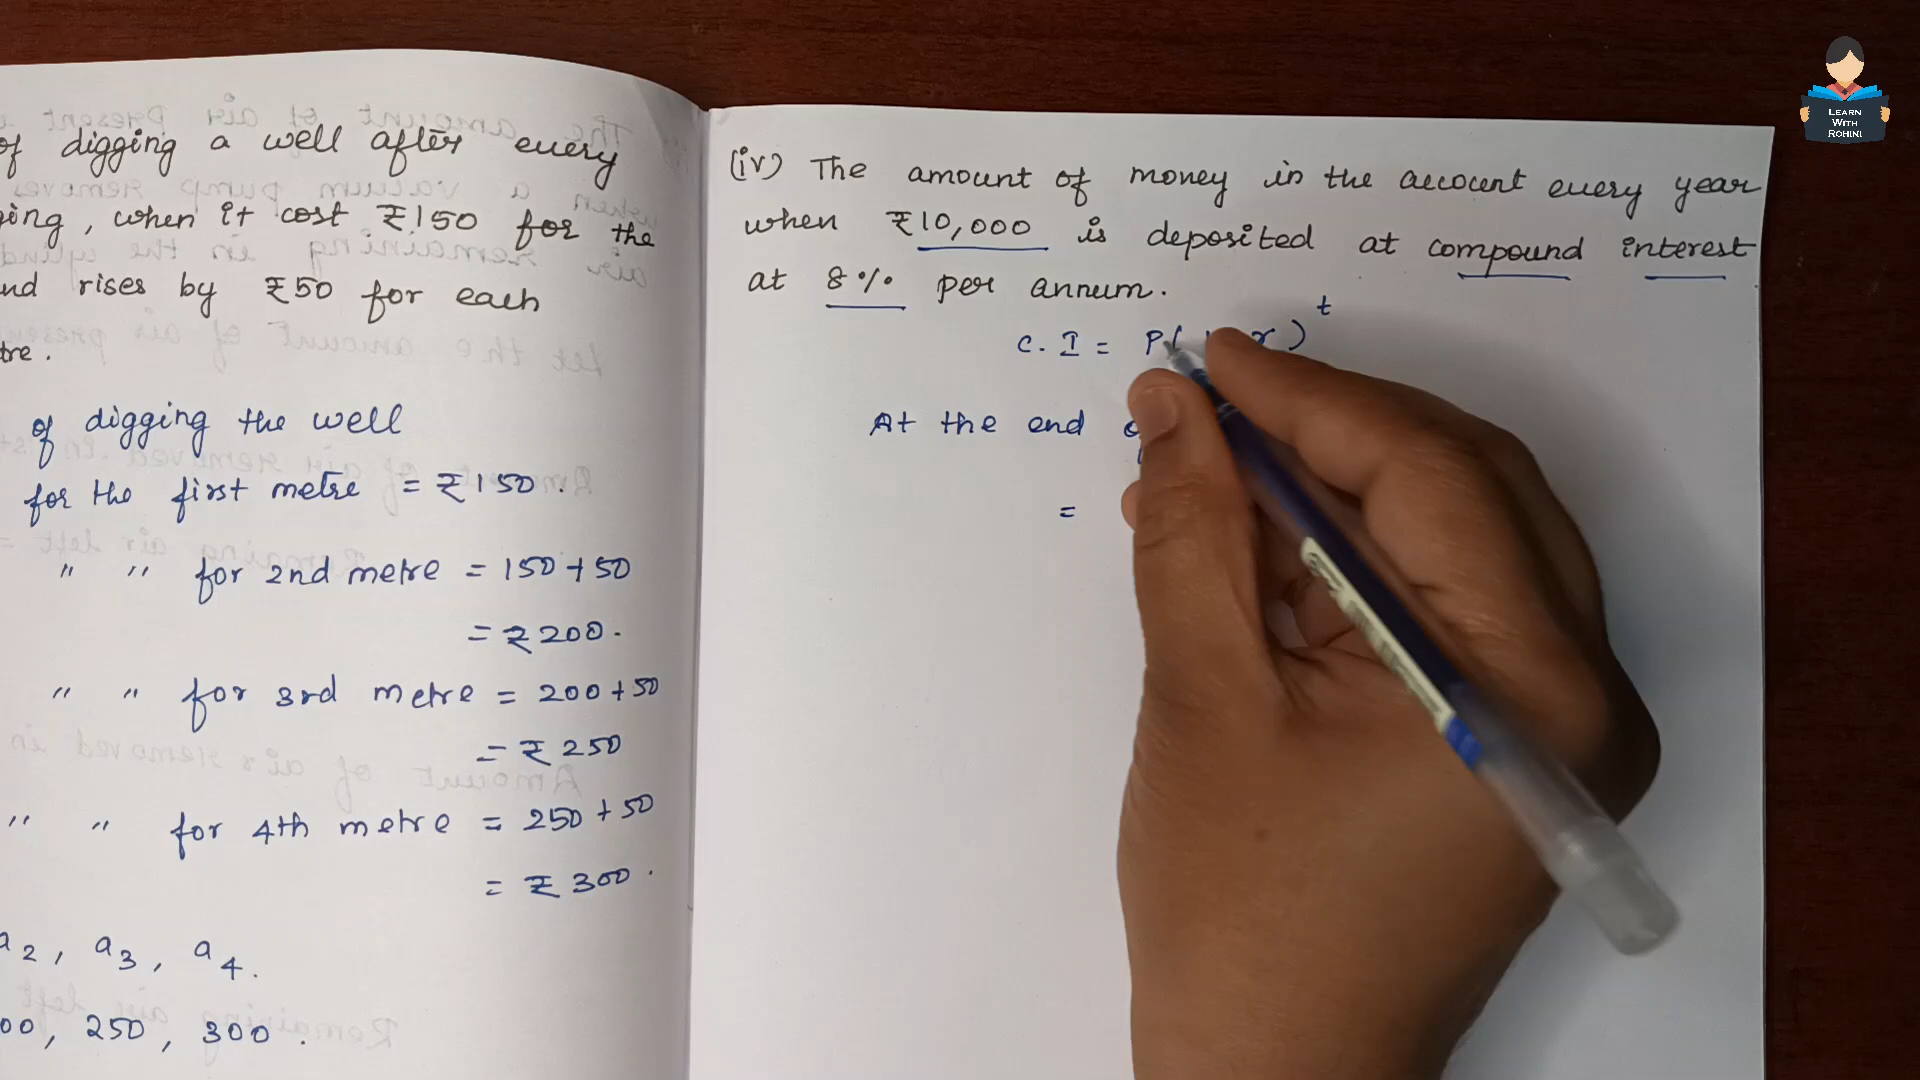 of digging a well after every
ging, when it cost ₹150 for the
and rises by ₹50 for each
tre.
of digging the well
for the first metre = ₹150.
" " for 2nd metre = 150+50
= ₹200.
" " for 3rd metre = 200+50
= ₹250
" " for 4th metre = 250+50
= ₹300.
a2, a3, a4.
00, 250, 300.
(iv) The amount of money in the account every year
when ₹10,000 is deposited at compound interest
at 8% per annum.
C.I = P( r)^t
At the end
=
LEARN
WITH
ROHINI